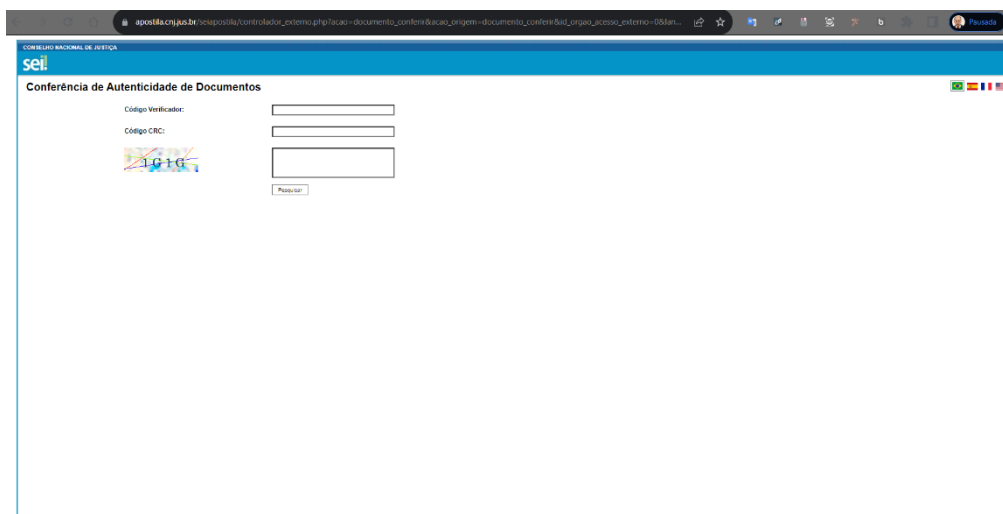 apostila.cnj.jus.br/seiapostila/controlador_externo.php?acao=documento_conferir&acao_origem=documento_conferir&id_orgao_acesso_externo=0&lan...
Pausada
CONSELHO NACIONAL DE JUSTIÇA
sei!
Conferência de Autenticidade de Documentos
Código Verificador:
Código CRC:
1G1G
Pesquisar